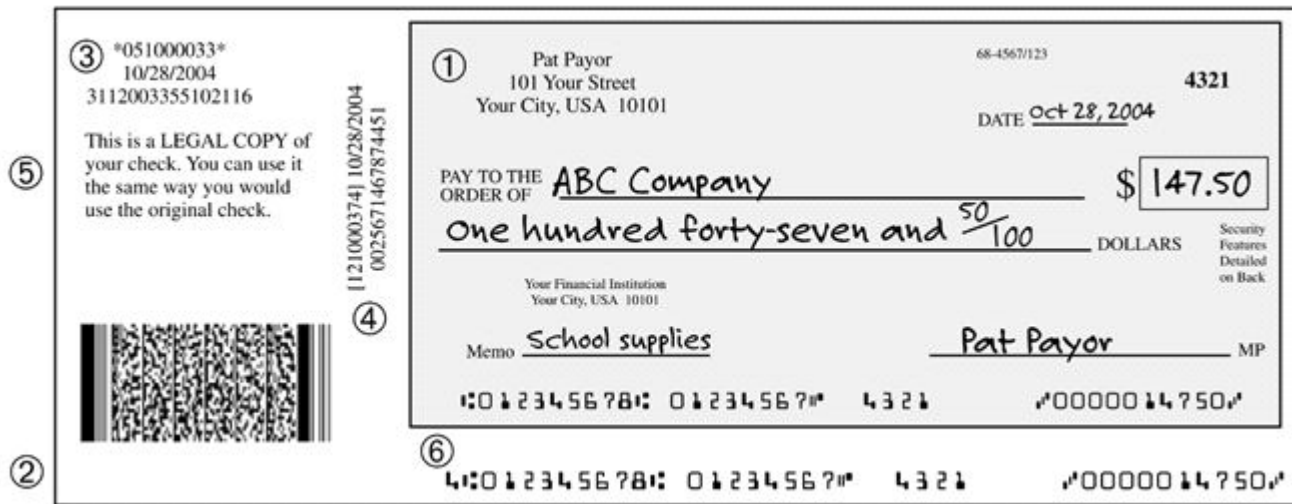 ③ *051000033*
10/28/2004
3112003355102116
⑤ This is a LEGAL COPY of
your check. You can use it
the same way you would
use the original check.
[121000374] 10/28/2004
0025671467874451
④
②
① Pat Payor
101 Your Street
Your City, USA 10101
68-4567/123
4321
DATE Oct 28, 2004
PAY TO THE
ORDER OF ABC Company $ 147.50
One hundred forty-seven and 50/100 DOLLARS
Security
Features
Detailed
on Back
Your Financial Institution
Your City, USA 10101
Memo School supplies Pat Payor MP
⑆012345678⑆ 01234567⑈ 4321 ⑇0000014750⑇
⑥
4⑆012345678⑆ 01234567⑈ 4321 ⑇0000014750⑇